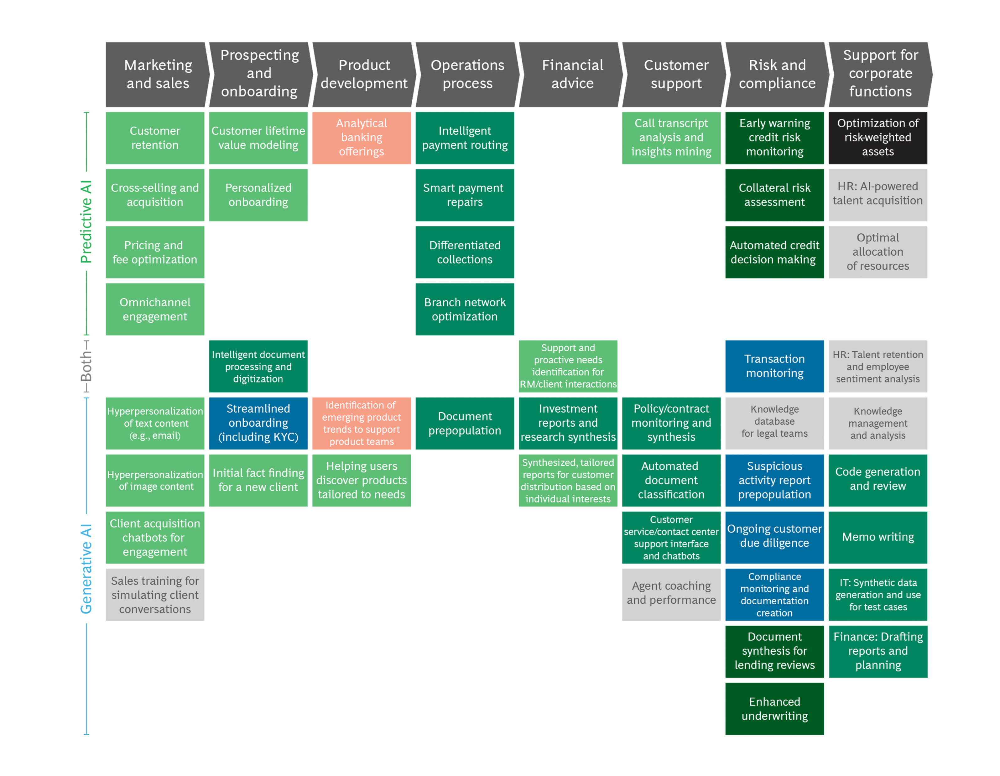 Marketing
and sales
Prospecting
and
onboarding
Product
development
Operations
process
Financial
advice
Customer
support
Risk and
compliance
Support for
corporate
functions
Predictive AI
Customer
retention
Customer lifetime
value modeling
Analytical
banking
offerings
Intelligent
payment routing
Call transcript
analysis and
insights mining
Early warning
credit risk
monitoring
Optimization of
risk-weighted
assets
Cross-selling and
acquisition
Personalized
onboarding
Smart payment
repairs
Collateral risk
assessment
HR: AI-powered
talent acquisition
Pricing and
fee optimization
Differentiated
collections
Automated credit
decision making
Optimal
allocation
of resources
Omnichannel
engagement
Branch network
optimization
Both
Intelligent document
processing and
digitization
Support and
proactive needs
identification for
RM/client interactions
Transaction
monitoring
HR: Talent retention
and employee
sentiment analysis
Generative AI
Hyperpersonalization
of text content
(e.g., email)
Streamlined
onboarding
(including KYC)
Identification of
emerging product
trends to support
product teams
Document
prepopulation
Investment
reports and
research synthesis
Policy/contract
monitoring and
synthesis
Knowledge
database
for legal teams
Knowledge
management
and analysis
Hyperpersonalization
of image content
Initial fact finding
for a new client
Helping users
discover products
tailored to needs
Synthesized, tailored
reports for customer
distribution based on
individual interests
Automated
document
classification
Suspicious
activity report
prepopulation
Code generation
and review
Client acquisition
chatbots for
engagement
Customer
service/contact center
support interface
and chatbots
Ongoing customer
due diligence
Memo writing
Sales training for
simulating client
conversations
Agent coaching
and performance
Compliance
monitoring and
documentation
creation
IT: Synthetic data
generation and use
for test cases
Document
synthesis for
lending reviews
Finance: Drafting
reports and
planning
Enhanced
underwriting